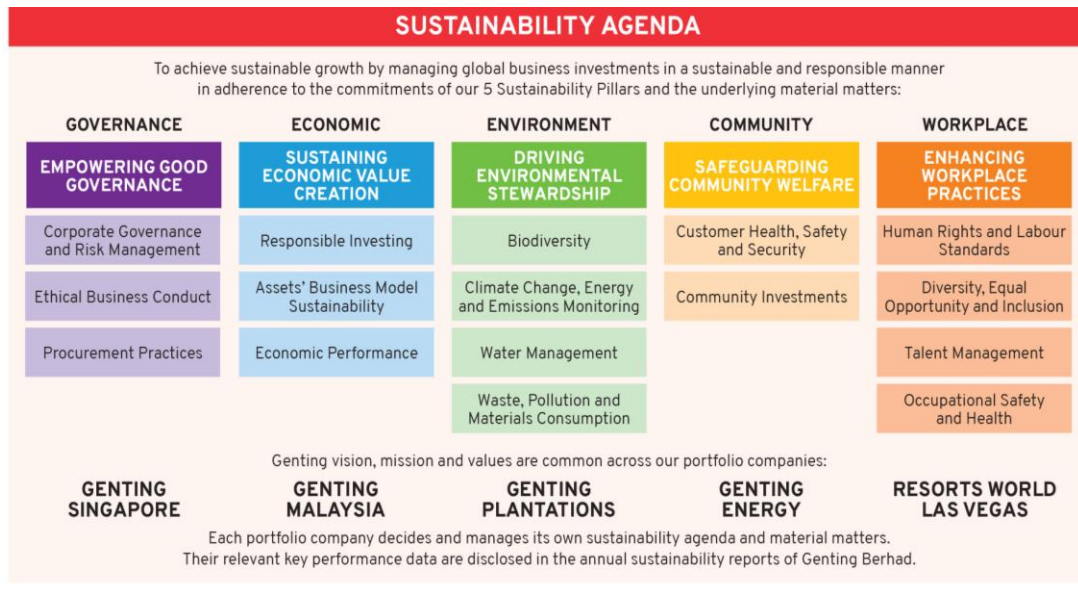 SUSTAINABILITY AGENDA
To achieve sustainable growth by managing global business investments in a sustainable and responsible manner
in adherence to the commitments of our 5 Sustainability Pillars and the underlying material matters:
GOVERNANCE
EMPOWERING GOOD
GOVERNANCE
Corporate Governance
and Risk Management
Ethical Business Conduct
Procurement Practices
ECONOMIC
SUSTAINING
ECONOMIC VALUE
CREATION
Responsible Investing
Assets' Business Model
Sustainability
Economic Performance
ENVIRONMENT
DRIVING
ENVIRONMENTAL
STEWARDSHIP
Biodiversity
Climate Change, Energy
and Emissions Monitoring
Water Management
Waste, Pollution and
Materials Consumption
COMMUNITY
SAFEGUARDING
COMMUNITY WELFARE
Customer Health, Safety
and Security
Community Investments
WORKPLACE
ENHANCING
WORKPLACE
PRACTICES
Human Rights and Labour
Standards
Diversity, Equal
Opportunity and Inclusion
Talent Management
Occupational Safety
and Health
Genting vision, mission and values are common across our portfolio companies:
GENTING
SINGAPORE
GENTING
MALAYSIA
GENTING
PLANTATIONS
GENTING
ENERGY
RESORTS WORLD
LAS VEGAS
Each portfolio company decides and manages its own sustainability agenda and material matters.
Their relevant key performance data are disclosed in the annual sustainability reports of Genting Berhad.